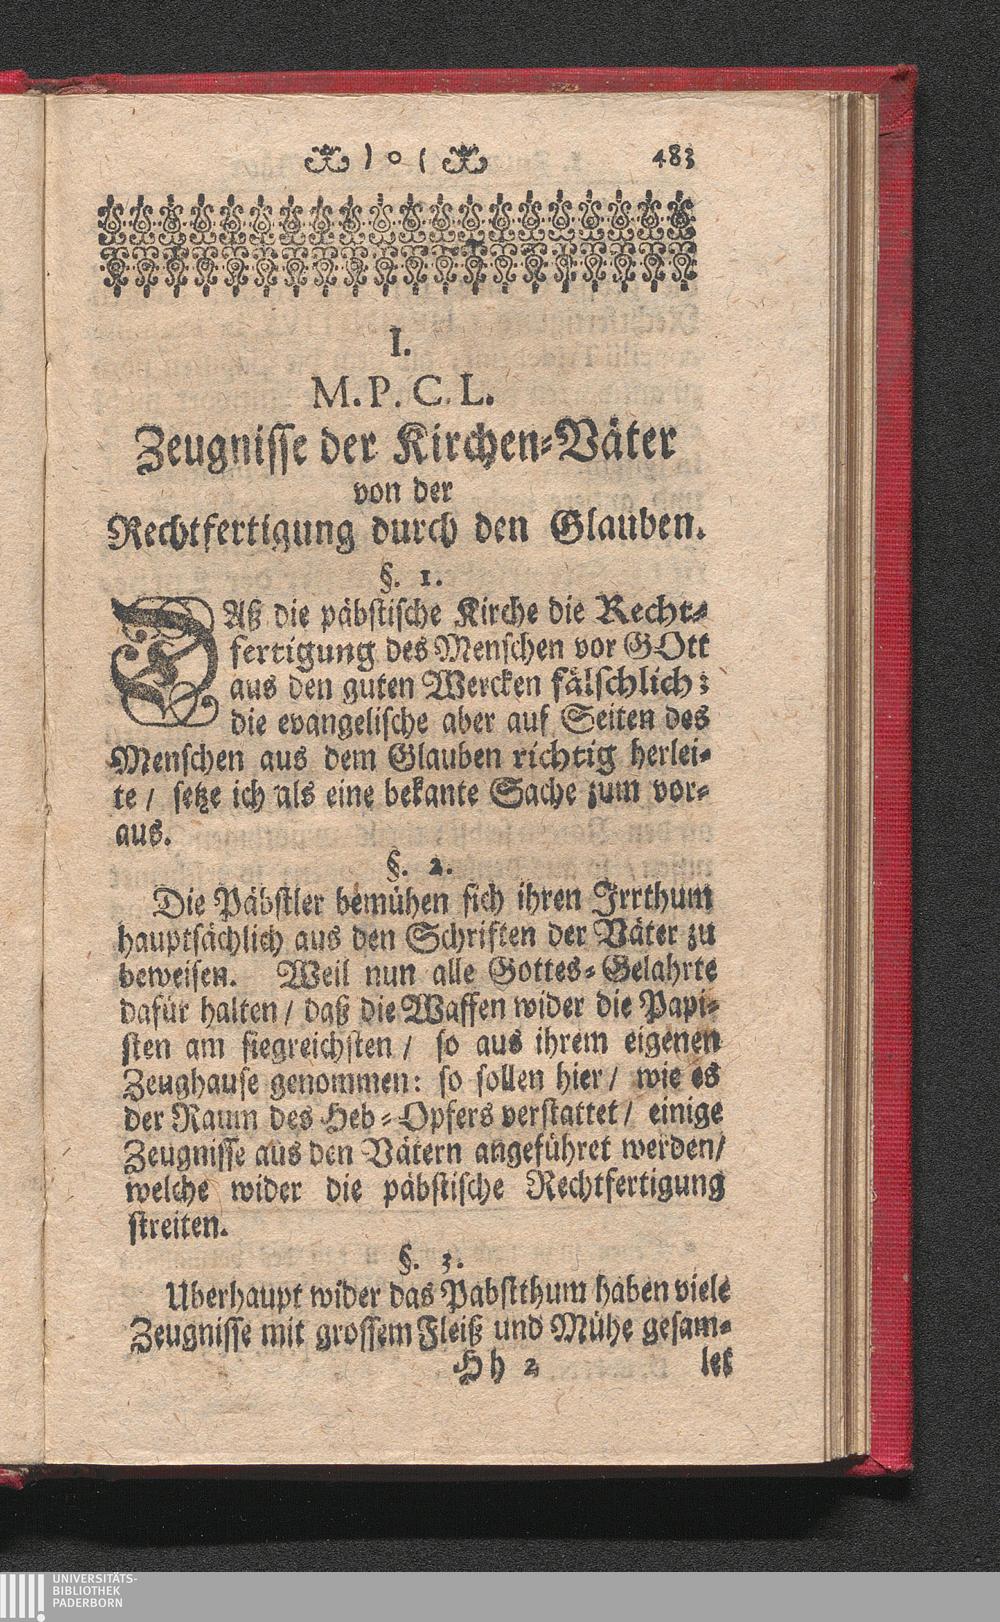 ) o ( 483
I.
M. P. C. L.
Zeugnisse der Kirchen-Väter
von der
Rechtfertigung durch den Glauben.
§. 1.
DAß die päbstische Kirche die Recht-
fertigung des Menschen vor GOtt
aus den guten Wercken fälschlich;
die evangelische aber auf Seiten des
Menschen aus dem Glauben richtig herlei-
te / setze ich als eine bekante Sache zum vor-
aus.
§. 2.
Die Päbstler bemühen sich ihren Irrthum
hauptsächlich aus den Schriften der Väter zu
beweisen. Weil nun alle Gottes-Gelahrte
dafür halten / daß die Waffen wider die Papi-
sten am siegreichsten / so aus ihrem eigenen
Zeughause genommen: so sollen hier / wie es
der Raum des Heb-Opfers verstattet / einige
Zeugnisse aus den Vätern angeführet werden /
welche wider die päbstische Rechtfertigung
streiten.
§. 3.
Uberhaupt wider das Pabstthum haben viele
Zeugnisse mit grossem Fleiß und Mühe gesam-
Hh 2 let
UNIVERSITÄTS-
BIBLIOTHEK
PADERBORN